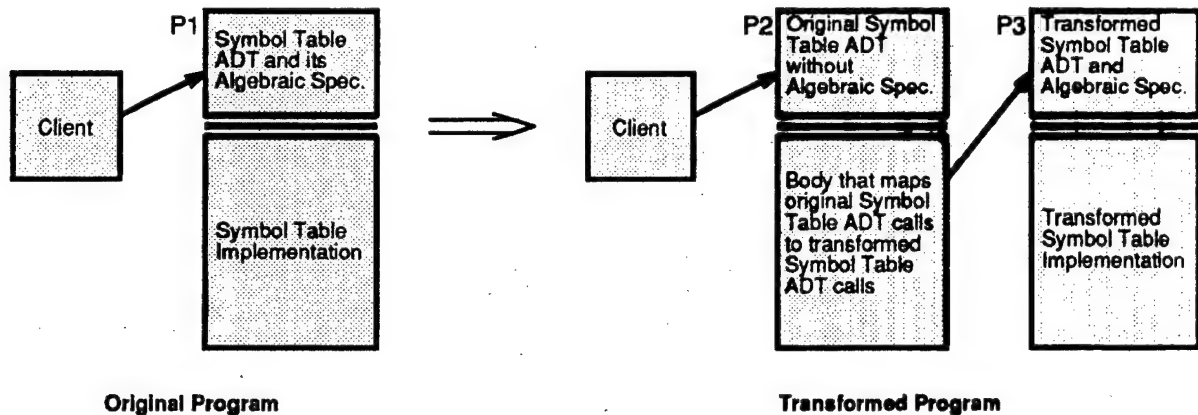 P1
Symbol Table
ADT and its
Algebraic Spec.
Client
Symbol Table
Implementation
Original Program
P2
Original Symbol
Table ADT
without
Algebraic Spec.
Client
Body that maps
original Symbol
Table ADT calls
to transformed
Symbol Table
ADT calls
P3
Transformed
Symbol Table
ADT and
Algebraic Spec.
Transformed
Symbol Table
Implementation
Transformed Program